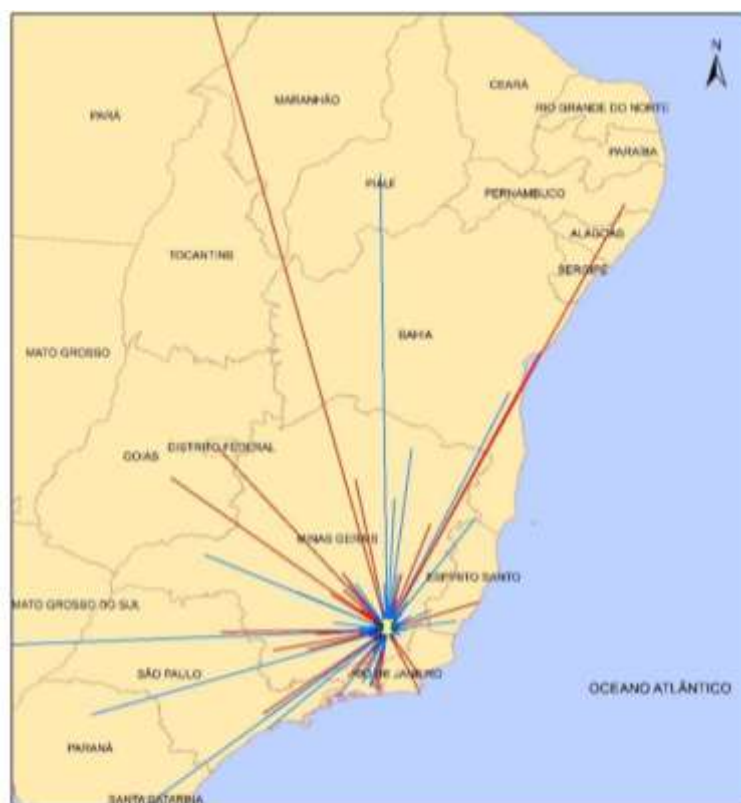 N
CEARÁ
MARANHÃO
RIO GRANDE DO NORTE
PARÁ
PARAÍBA
PIAUÍ
PERNAMBUCO
ALAGOAS
TOCANTINS
SERGIPE
BAHIA
MATO GROSSO
DISTRITO FEDERAL
GOIÁS
MINAS GERAIS
ESPÍRITO SANTO
MATO GROSSO DO SUL
SÃO PAULO
RIO DE JANEIRO
OCEANO ATLÂNTICO
PARANÁ
SANTA CATARINA